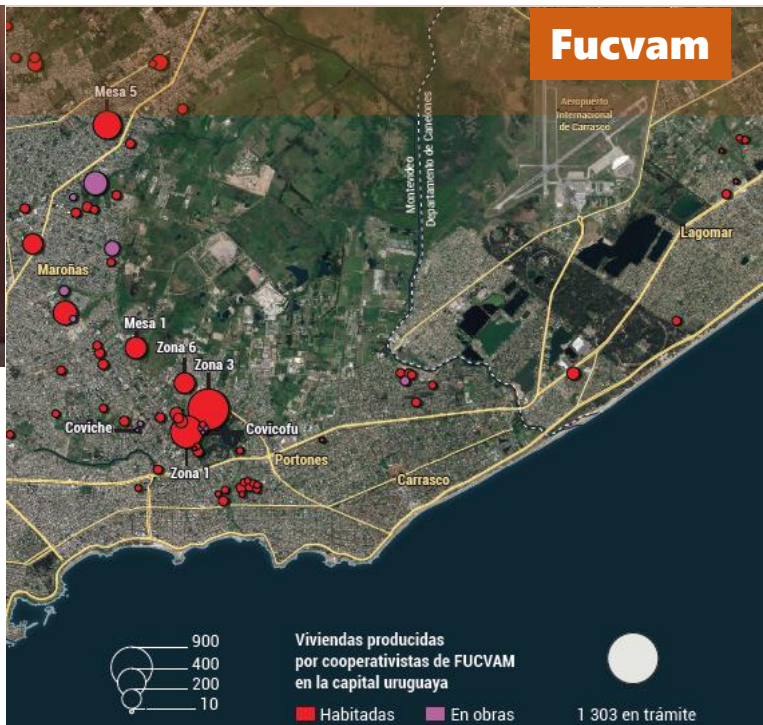 Fucvam
Mesa 5
Aeropuerto
Internacional
de Carrasco
Montevideo
Departamento de Canelones
Lagomar
Maroñas
Mesa 1
Zona 6
Zona 3
Coviche
Covicofu
Zona 1
Portones
Carrasco
900
400
200
10
Viviendas producidas
por cooperativistas de FUCVAM
en la capital uruguaya
Habitadas
En obras
1 303 en trámite